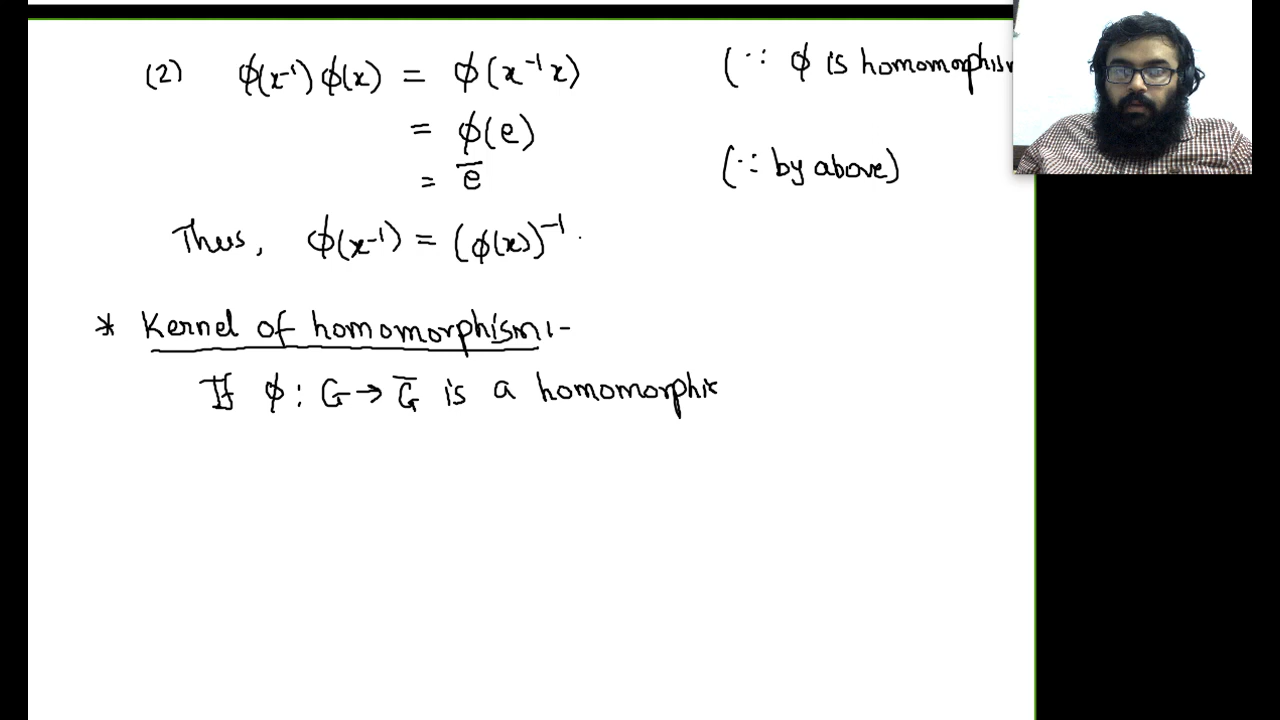 (2) ϕ(x⁻¹) ϕ(x) = ϕ(x⁻¹x) (∵ ϕ is homomorphism
= ϕ(e)
= e̅ (∵ by above)
Thus, ϕ(x⁻¹) = (ϕ(x))⁻¹.
* Kernel of homomorphism:-
If ϕ : G → G̅ is a homomorphis